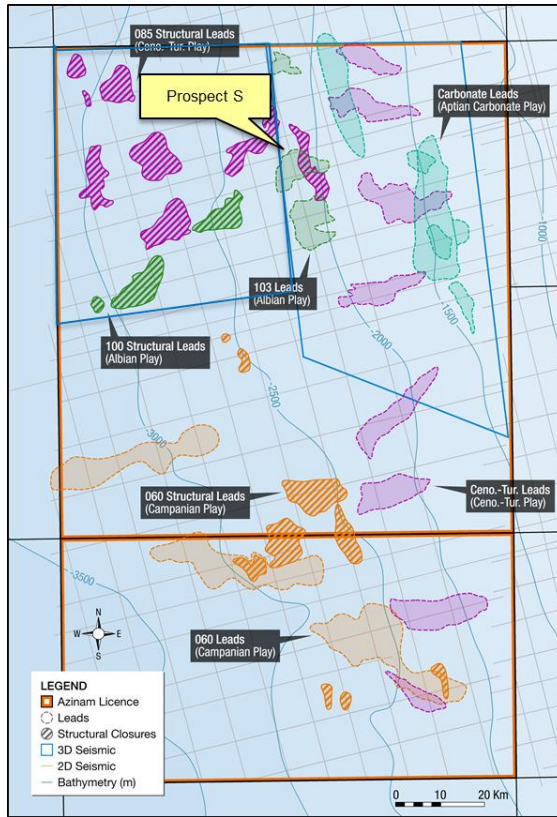 085 Structural Leads
(Ceno.-Tur. Play)
Prospect S
Carbonate Leads
(Aptian Carbonate Play)
-1000
103 Leads
(Albian Play)
-1500
-2000
100 Structural Leads
(Albian Play)
-2500
-3000
060 Structural Leads
(Campanian Play)
Ceno.-Tur. Leads
(Ceno.-Tur. Play)
-3500
N
W
E
S
060 Leads
(Campanian Play)
LEGEND
Azinam Licence
Leads
Structural Closures
3D Seismic
2D Seismic
Bathymetry (m)
0 10 20 Km